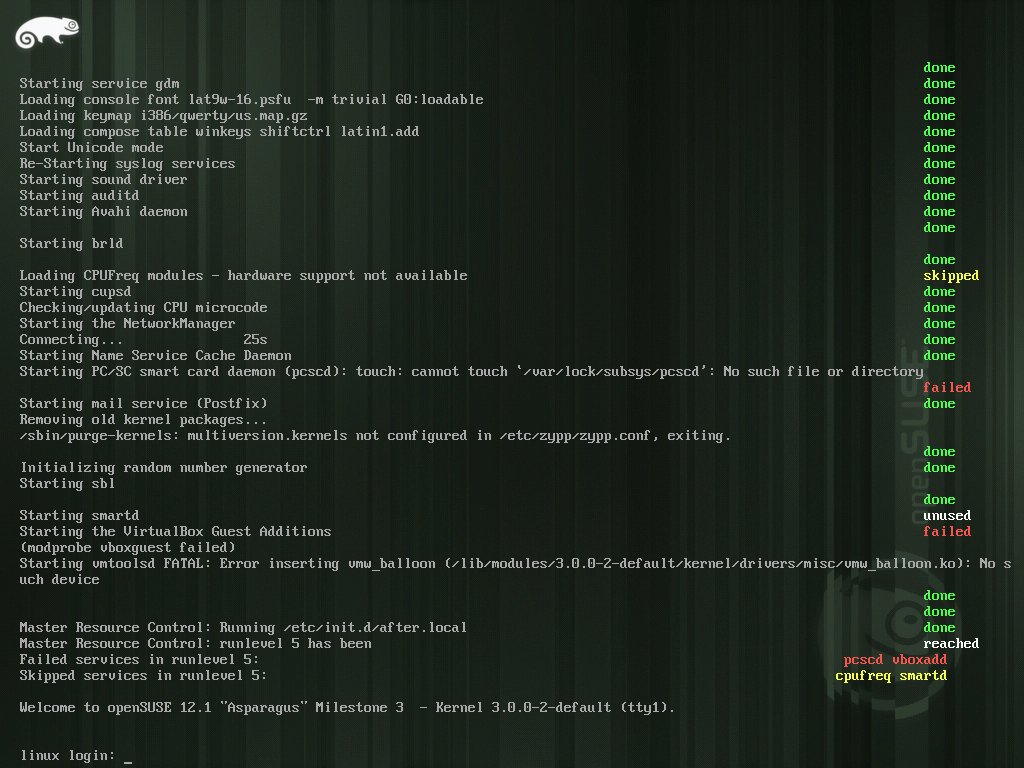 done
Starting service gdm done
Loading console font lat9w-16.psfu -m trivial G0:loadable done
Loading keymap i386/qwerty/us.map.gz done
Loading compose table winkeys shiftctrl latin1.add done
Start Unicode mode done
Re-Starting syslog services done
Starting sound driver done
Starting auditd done
Starting Avahi daemon done
done
Starting brld
done
Loading CPUFreq modules - hardware support not available skipped
Starting cupsd done
Checking/updating CPU microcode done
Starting the NetworkManager done
Connecting... 25s done
Starting Name Service Cache Daemon done
Starting PC/SC smart card daemon (pcscd): touch: cannot touch `/var/lock/subsys/pcscd': No such file or directory
failed
Starting mail service (Postfix) done
Removing old kernel packages...
/sbin/purge-kernels: multiversion.kernels not configured in /etc/zypp/zypp.conf, exiting.
done
Initializing random number generator done
Starting sbl
done
Starting smartd unused
Starting the VirtualBox Guest Additions failed
(modprobe vboxguest failed)
Starting vmtoolsd FATAL: Error inserting vmw_balloon (/lib/modules/3.0.0-2-default/kernel/drivers/misc/vmw_balloon.ko): No s
uch device
done
done
Master Resource Control: Running /etc/init.d/after.local done
Master Resource Control: runlevel 5 has been reached
Failed services in runlevel 5: pcscd vboxadd
Skipped services in runlevel 5: cpufreq smartd
Welcome to openSUSE 12.1 "Asparagus" Milestone 3 - Kernel 3.0.0-2-default (tty1).
linux login: _
openSUSE